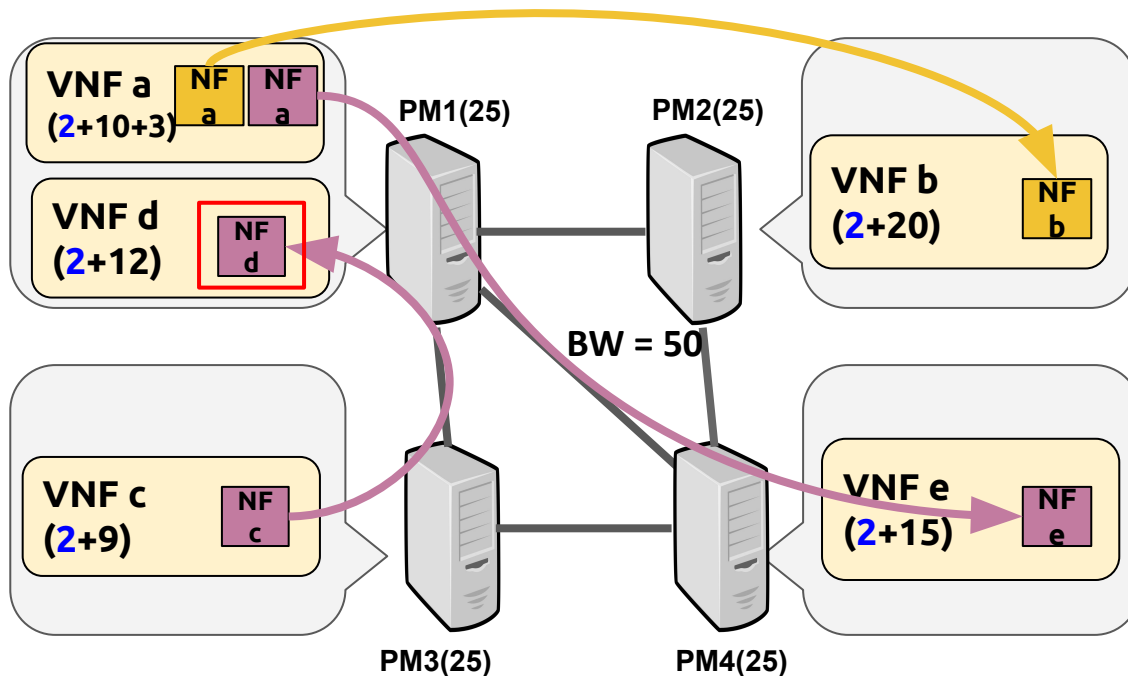 VNF a
(2+10+3)
NF
a
NF
a
VNF d
(2+12)
NF
d
PM1(25)
PM2(25)
VNF b
(2+20)
NF
b
BW = 50
VNF c
(2+9)
NF
c
VNF e
(2+15)
NF
e
PM3(25)
PM4(25)